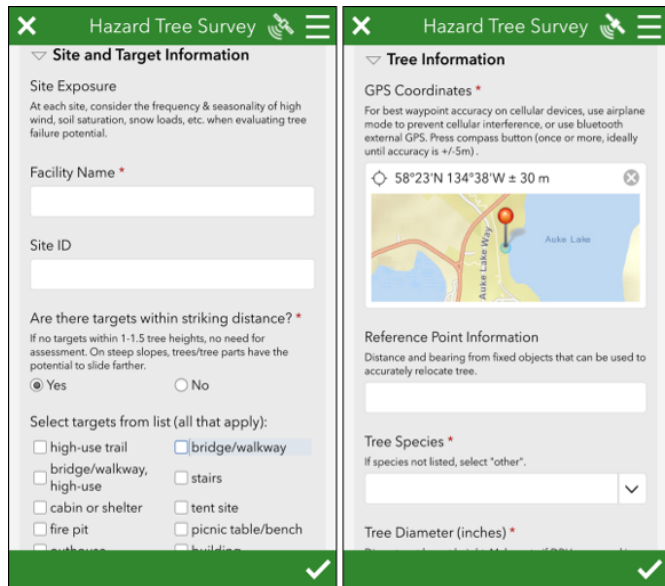 Hazard Tree Survey
Site and Target Information
Site Exposure
At each site, consider the frequency & seasonality of high
wind, soil saturation, snow loads, etc. when evaluating tree
failure potential.
Facility Name *
Site ID
Are there targets within striking distance? *
If no targets within 1-1.5 tree heights, no need for
assessment. On steep slopes, trees/tree parts have the
potential to slide farther.
Yes No
Select targets from list (all that apply):
high-use trail bridge/walkway
bridge/walkway,
high-use stairs
cabin or shelter tent site
fire pit picnic table/bench
outhouse building
Hazard Tree Survey
Tree Information
GPS Coordinates *
For best waypoint accuracy on cellular devices, use airplane
mode to prevent cellular interference, or use bluetooth
external GPS. Press compass button (once or more, ideally
until accuracy is +/-5m) .
58°23'N 134°38'W ± 30 m
Auke Lake
Auke Lake Way
Reference Point Information
Distance and bearing from fixed objects that can be used to
accurately relocate tree.
Tree Species *
If species not listed, select "other".
Tree Diameter (inches) *